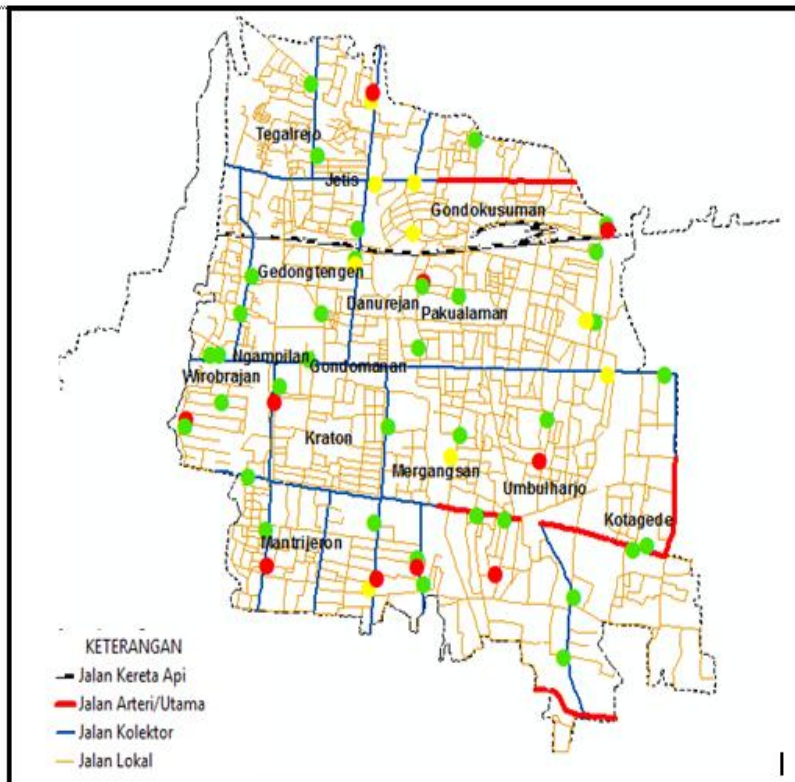 Tegalrejo
Jetis
Gondokusuman
Gedongtengen
Danurejan
Pakualaman
Ngampilan
Gondomanan
Wirobrajan
Kraton
Mergangsan
Umbulharjo
Kotagede
Mantrijeron
KETERANGAN
Jalan Kereta Api
Jalan Arteri/Utama
Jalan Kolektor
Jalan Lokal